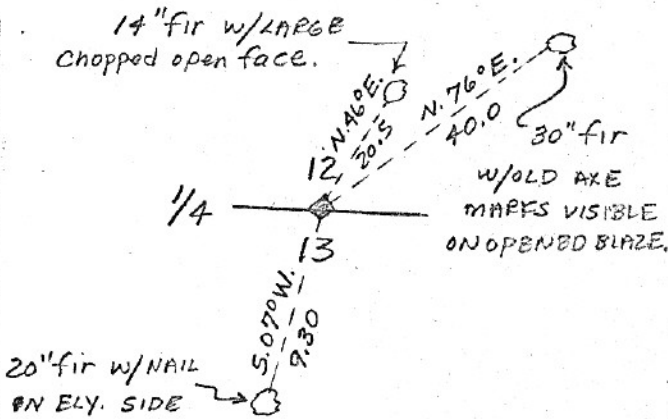 14" fir w/LARGE
Chopped open face.
N.46°E.
20.5
N.76°E.
40.0
30" fir
W/OLD AXE
MARKS VISIBLE
ON OPENED BLAZE.
12
1/4
13
S.07°W.
9.30
20" fir w/NAIL
IN ELY. SIDE